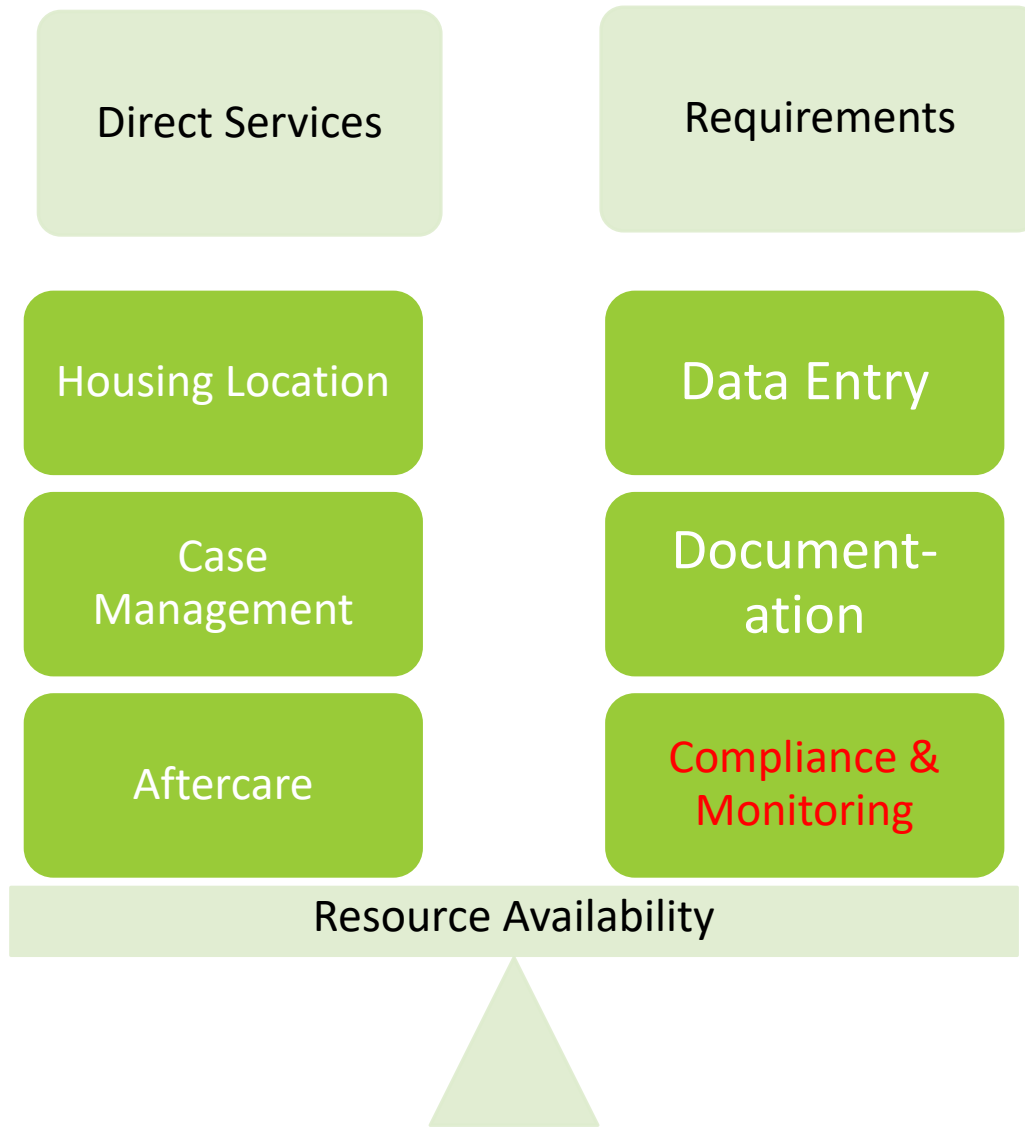 Direct Services
Requirements
Housing Location
Data Entry
Case
Management
Document-
ation
Aftercare
Compliance &
Monitoring
Resource Availability